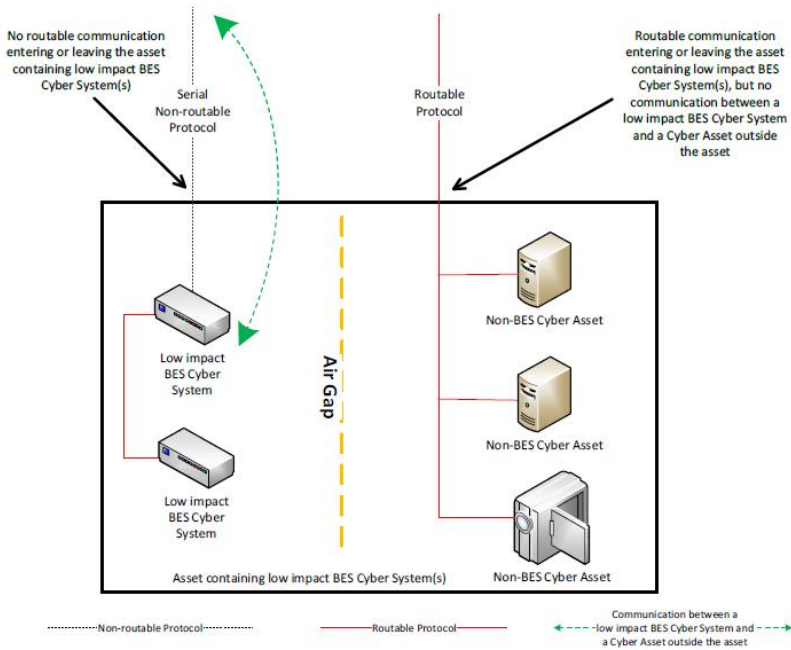 No routable communication
entering or leaving the asset
containing low impact BES
Cyber System(s)
Serial
Non-routable
Protocol
Routable
Protocol
Routable communication
entering or leaving the asset
containing low impact BES
Cyber System(s), but no
communication between a
low impact BES Cyber System
and a Cyber Asset outside
the asset
Low impact
BES Cyber
System
Low impact
BES Cyber
System
Air Gap
Non-BES Cyber Asset
Non-BES Cyber Asset
Non-BES Cyber Asset
Asset containing low impact BES Cyber System(s)
Non-routable Protocol
Routable Protocol
Communication between a
low impact BES Cyber System and
a Cyber Asset outside the asset